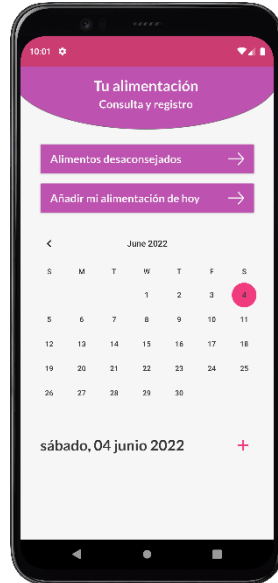 10:01
Tu alimentación
Consulta y registro
Alimentos desaconsejados
Añadir mi alimentación de hoy
June 2022
S M T W T F S
1 2 3 4
5 6 7 8 9 10 11
12 13 14 15 16 17 18
19 20 21 22 23 24 25
26 27 28 29 30
sábado, 04 junio 2022 +